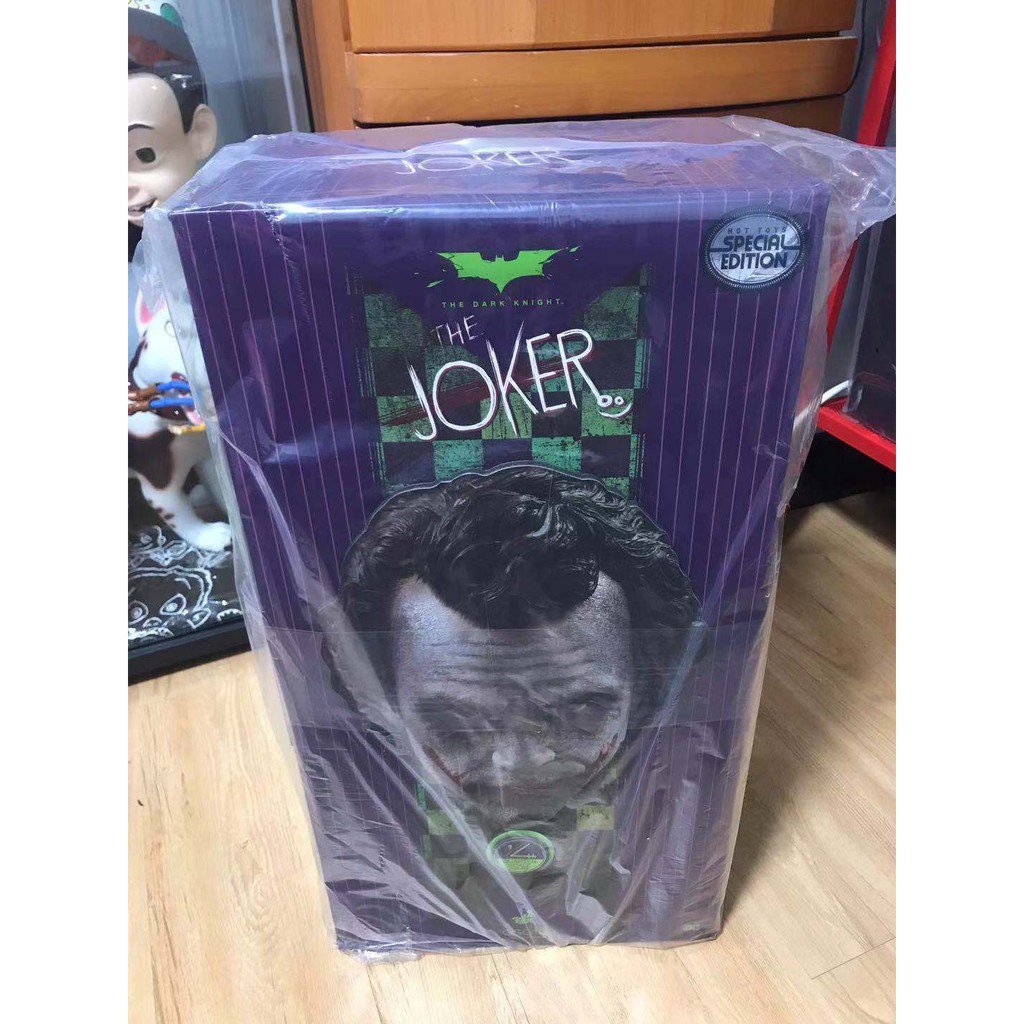 JOKER
HOT TOYS
SPECIAL
EDITION
THE DARK KNIGHT
THE
JOKER